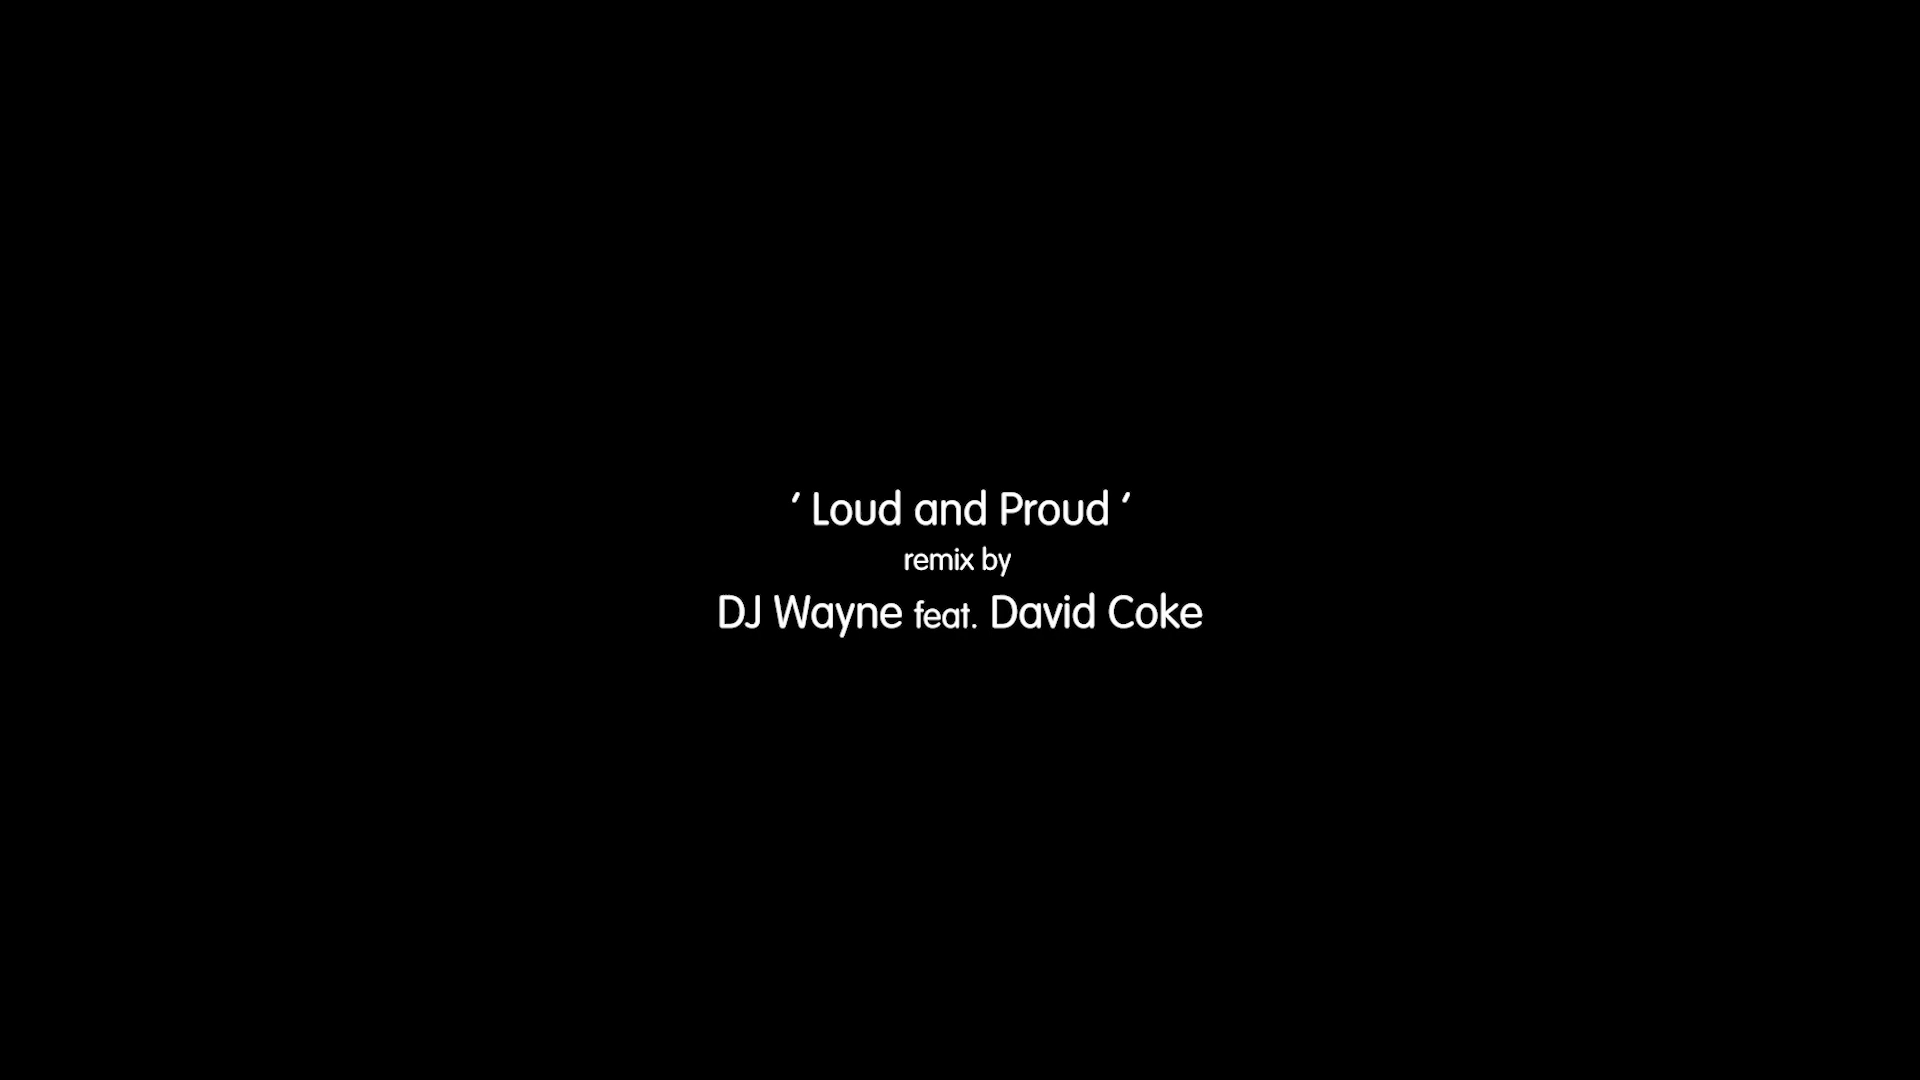 ‘ Loud and Proud ‘
remix by
DJ Wayne feat. David Coke